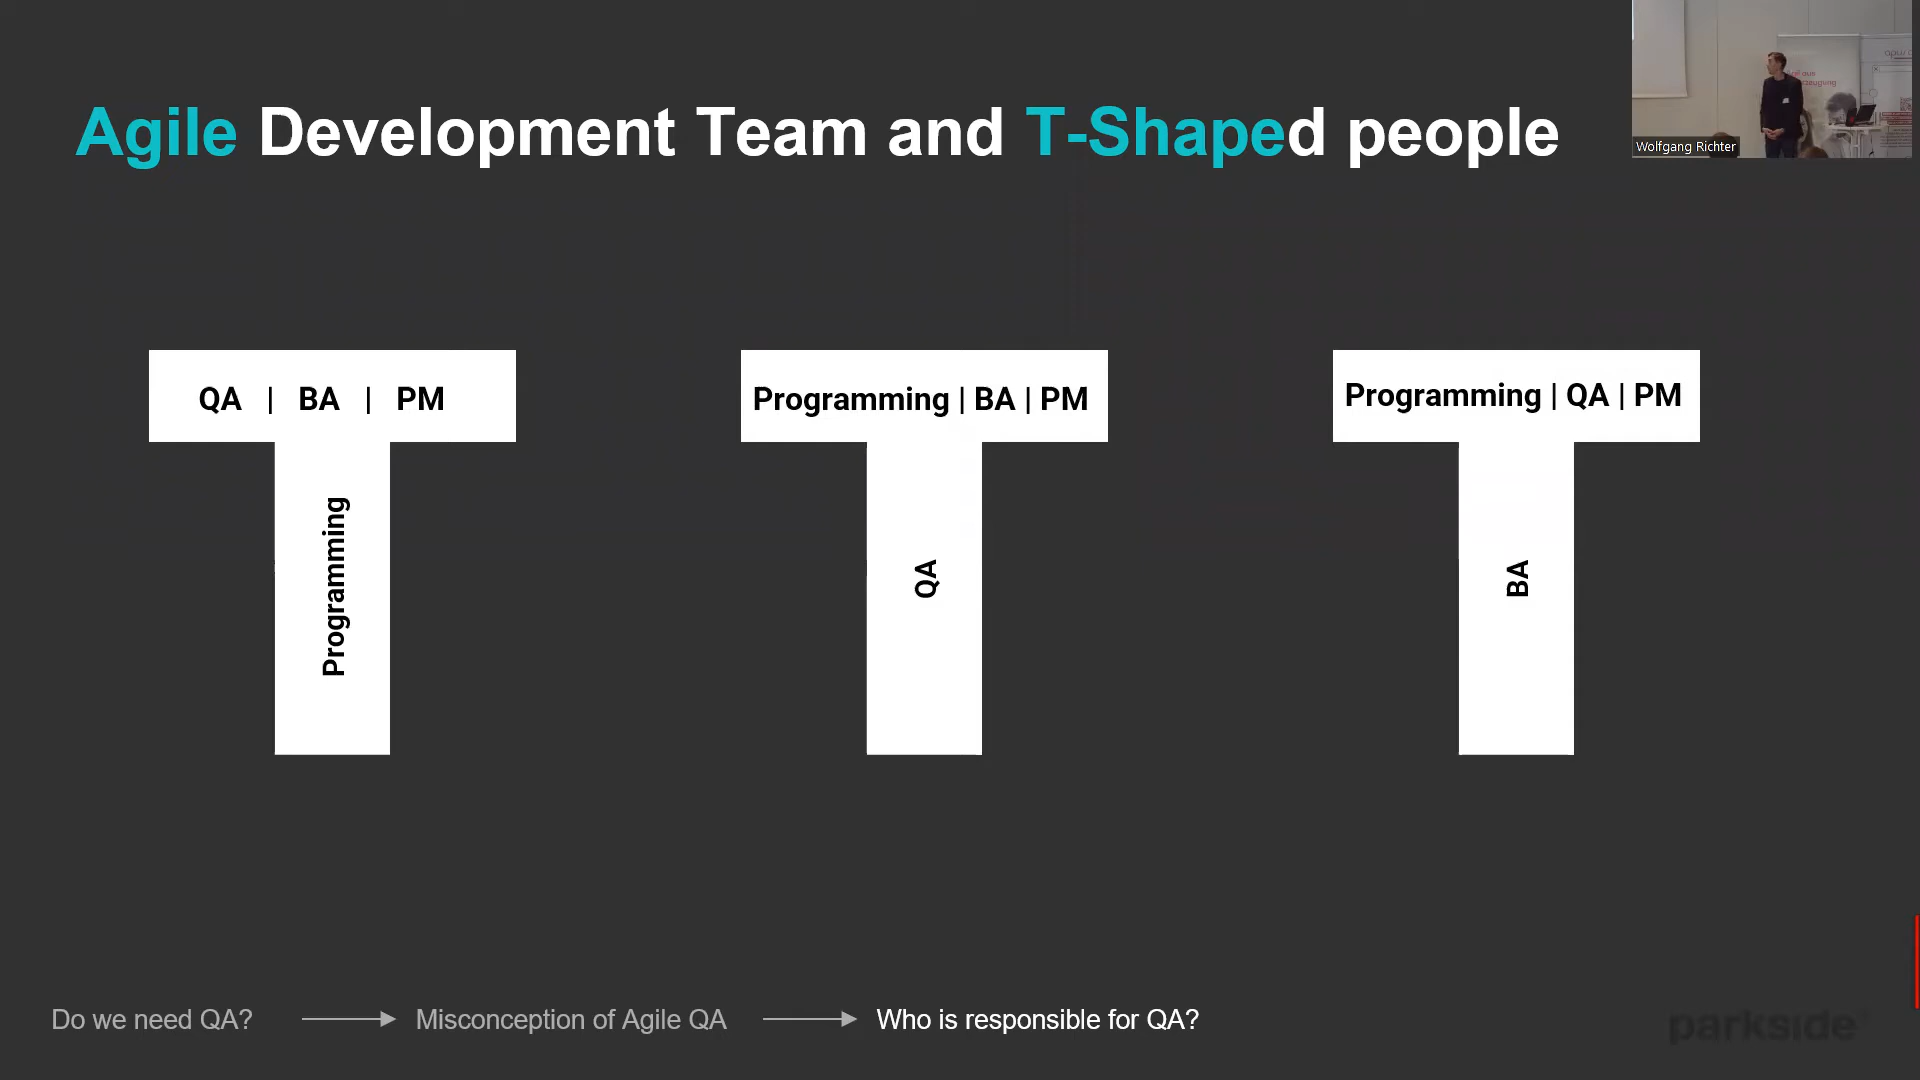 Agile Development Team and T-Shaped people
Wolfgang Richter
QA | BA | PM
Programming
Programming | BA | PM
QA
Programming | QA | PM
BA
Do we need QA?
Misconception of Agile QA
Who is responsible for QA?
parkside